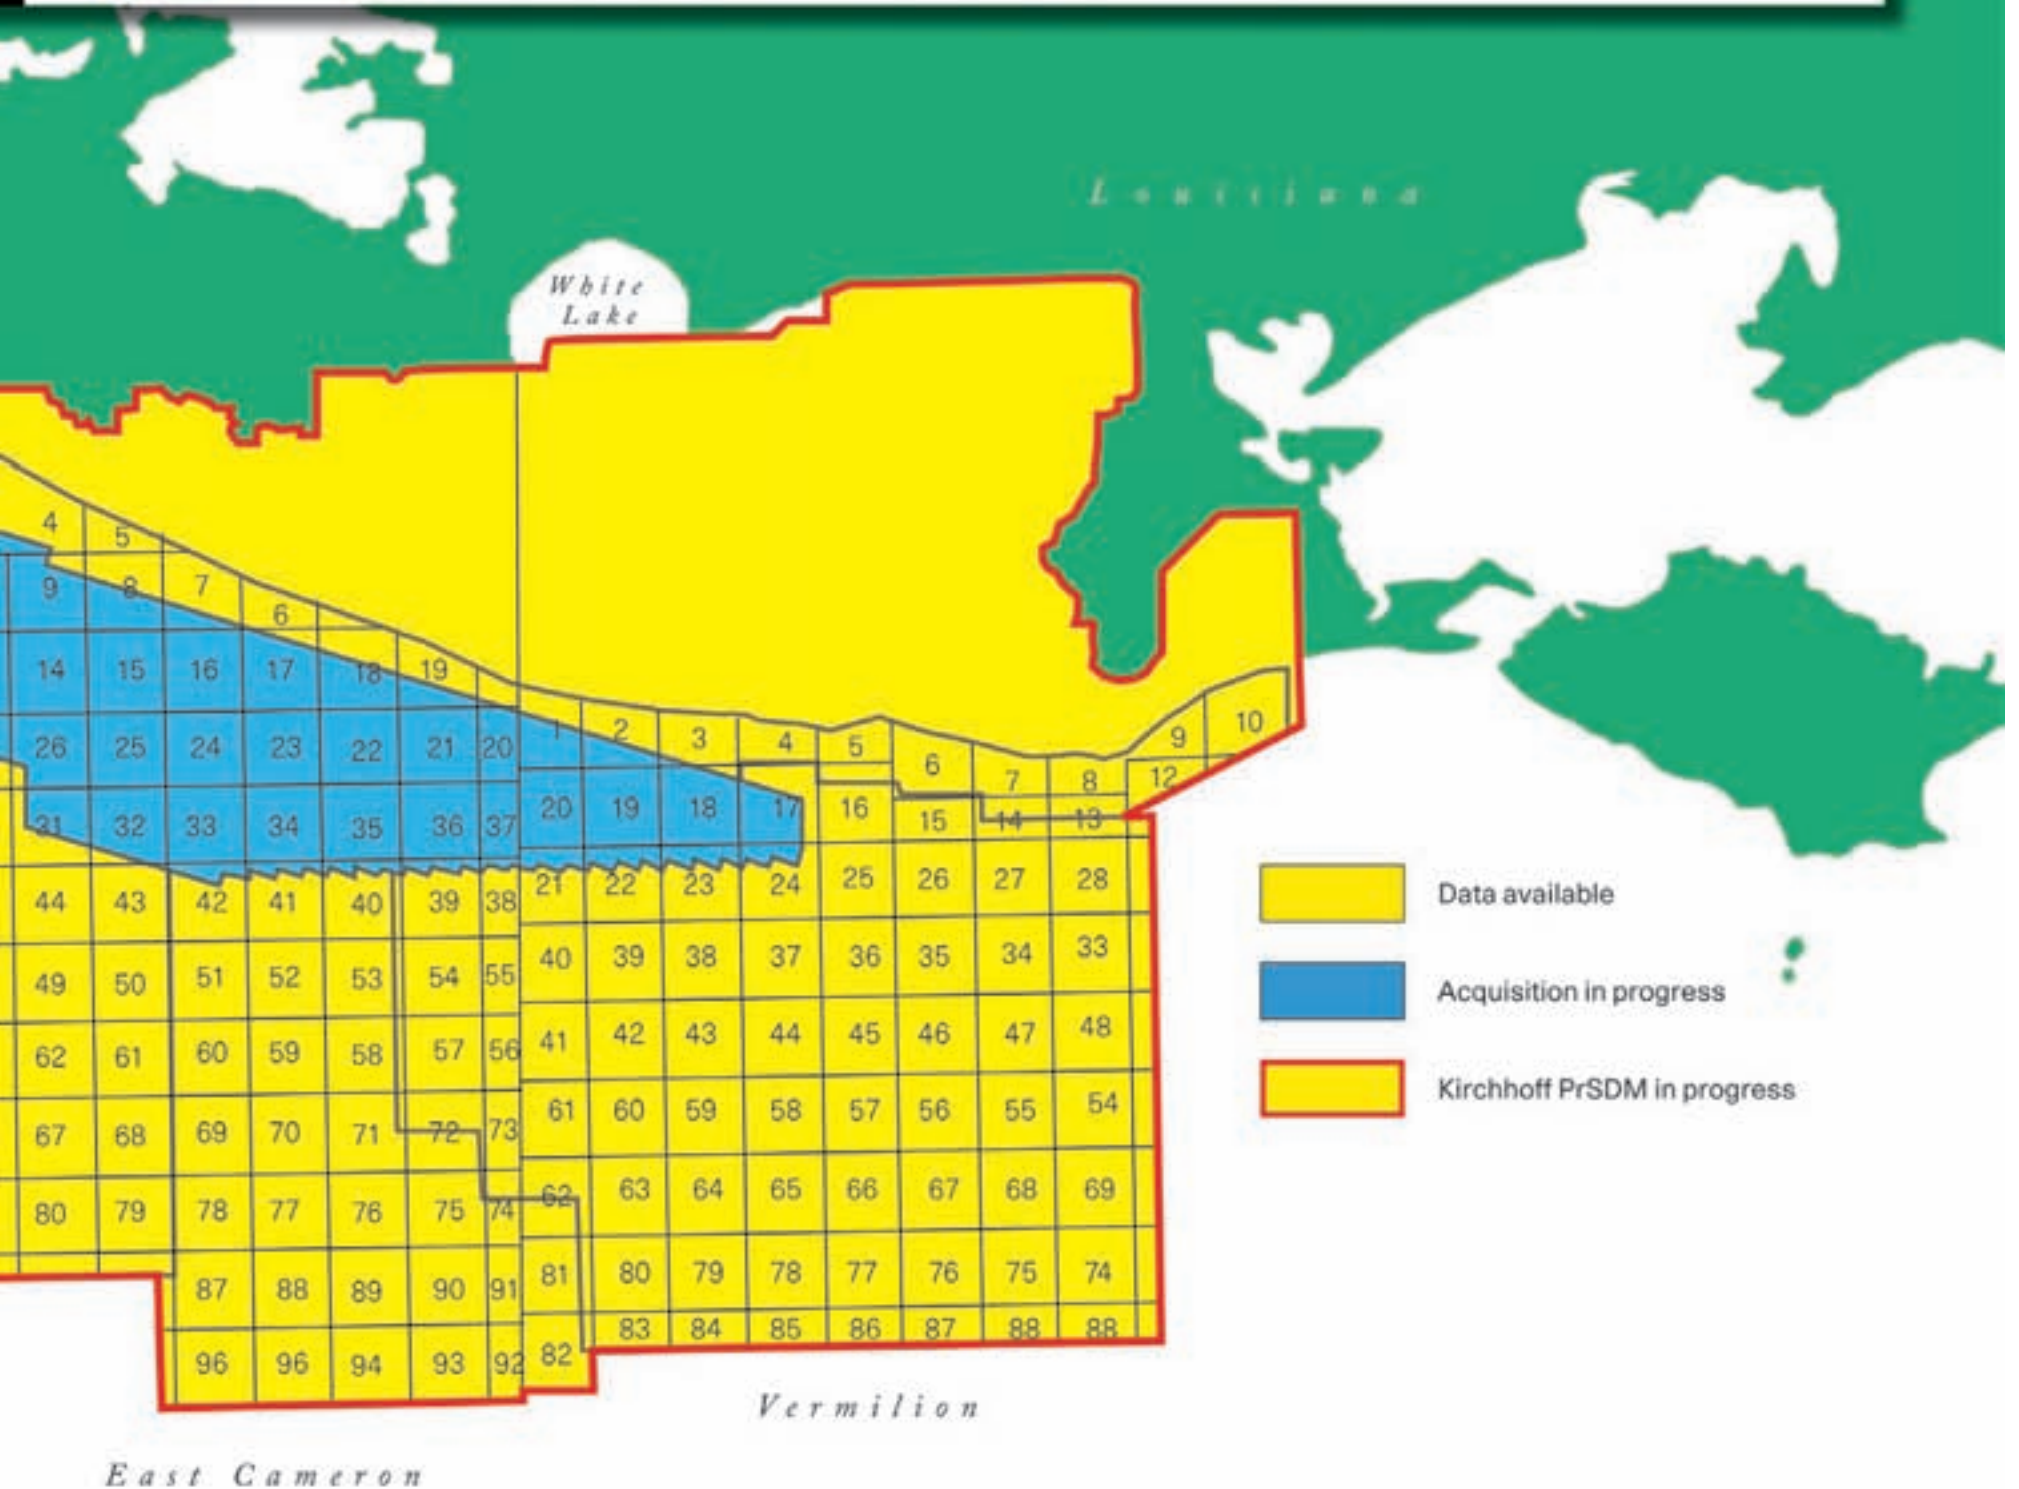 Louisiana
White
Lake
4
5
9 8 7
6
14 15 16 17 18 19
26 25 24 23 22 21 20 1 2 3 4 5 6 7 8 9 10
12
31 32 33 34 35 36 37 20 19 18 17 16 15 14 13
44 43 42 41 40 39 38 21 22 23 24 25 26 27 28
49 50 51 52 53 54 55 40 39 38 37 36 35 34 33
62 61 60 59 58 57 56 41 42 43 44 45 46 47 48
67 68 69 70 71 72 73 61 60 59 58 57 56 55 54
80 79 78 77 76 75 74 62 63 64 65 66 67 68 69
87 88 89 90 91 81 80 79 78 77 76 75 74
83 84 85 86 87 88 88
96 96 94 93 92 82
Data available
Acquisition in progress
Kirchhoff PrSDM in progress
Vermilion
East Cameron